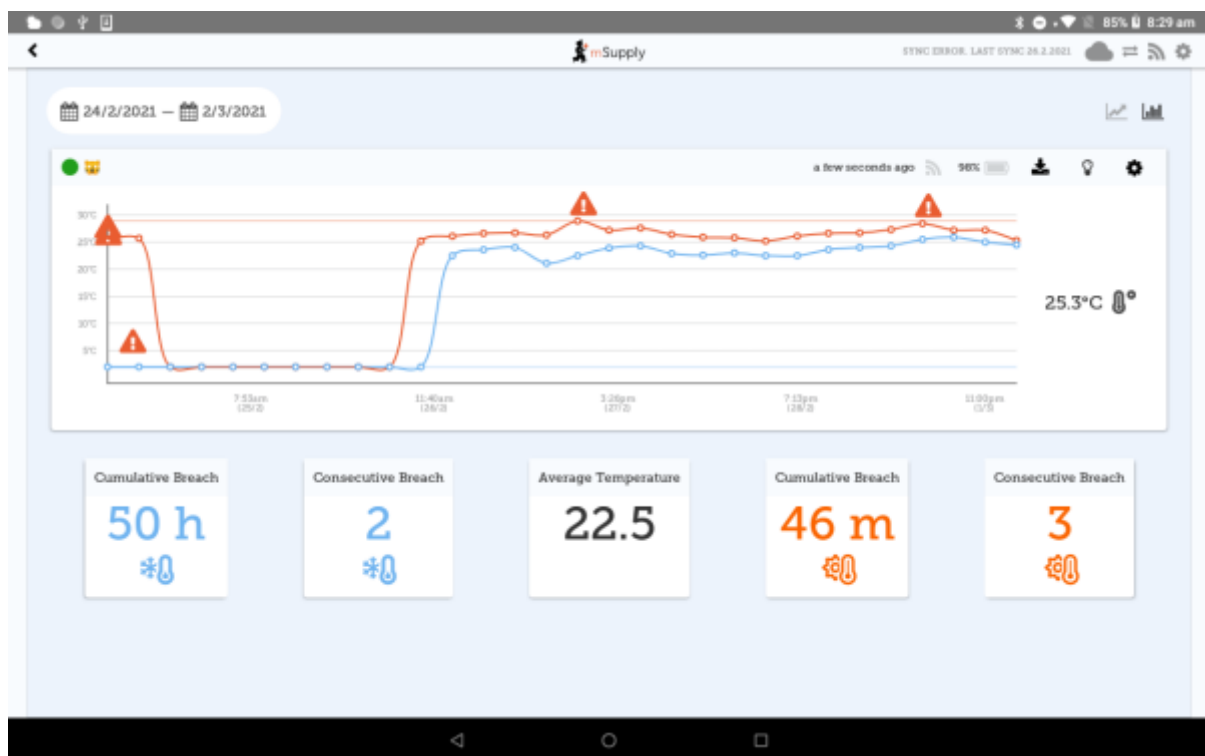 85% 8:29 am
mSupply
SYNC ERROR. LAST SYNC 26.2.2021
24/2/2021 — 2/3/2021
a few seconds ago 98%
30°C
25°C
20°C
15°C
10°C
5°C
25.3°C
7:53am 11:40am 3:26pm 7:13pm 11:00pm
(25/2) (26/2) (27/2) (28/2) (1/3)
Cumulative Breach Consecutive Breach Average Temperature Cumulative Breach Consecutive Breach
50 h 2 22.5 46 m 3